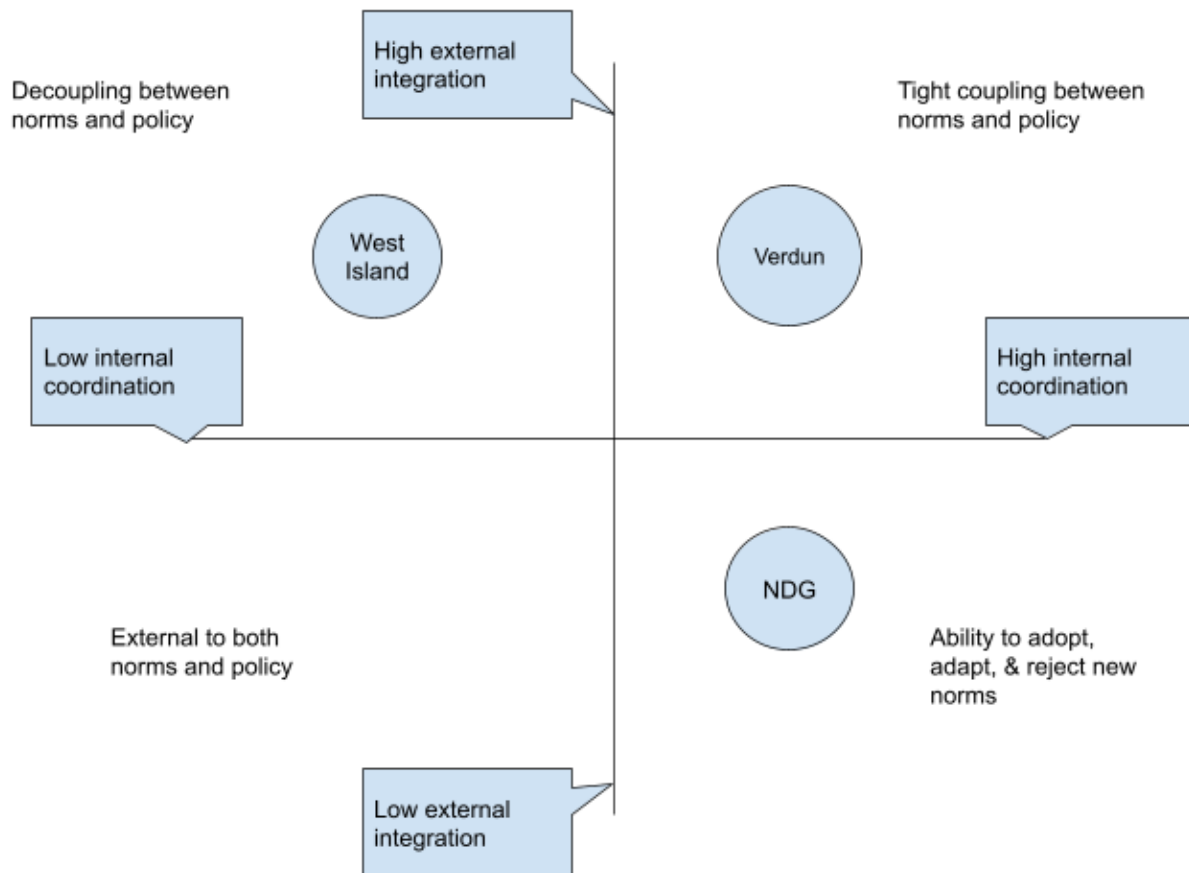 High external
integration
Decoupling between
norms and policy
Tight coupling between
norms and policy
West
Island
Verdun
Low internal
coordination
High internal
coordination
NDG
External to both
norms and policy
Ability to adopt,
adapt, & reject new
norms
Low external
integration